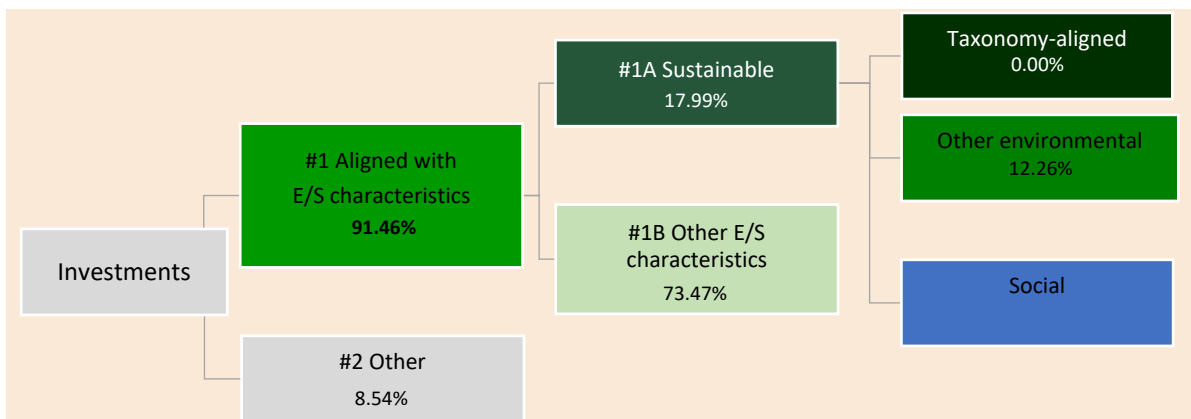 Investments
#1 Aligned with
E/S characteristics
91.46%
#2 Other
8.54%
#1A Sustainable
17.99%
#1B Other E/S
characteristics
73.47%
Taxonomy-aligned
0.00%
Other environmental
12.26%
Social